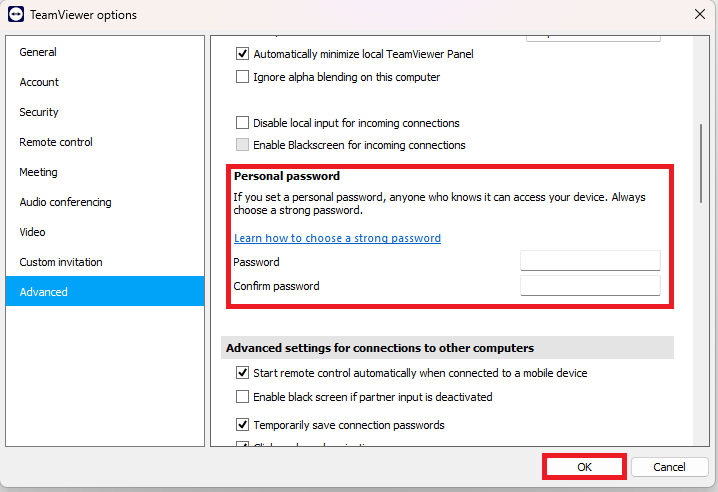 TeamViewer options
General
Account
Security
Remote control
Meeting
Audio conferencing
Video
Custom invitation
Advanced
Automatically minimize local TeamViewer Panel
Ignore alpha blending on this computer
Disable local input for incoming connections
Enable Blackscreen for incoming connections
Personal password
If you set a personal password, anyone who knows it can access your device. Always
choose a strong password.
Learn how to choose a strong password
Password
Confirm password
Advanced settings for connections to other computers
Start remote control automatically when connected to a mobile device
Enable black screen if partner input is deactivated
Temporarily save connection passwords
OK
Cancel